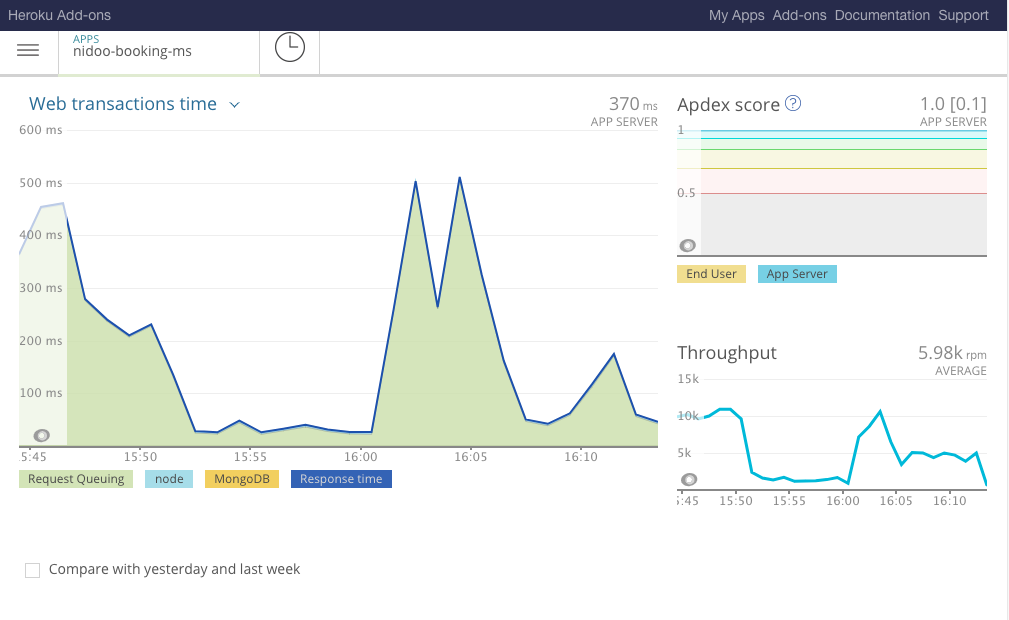 Heroku Add-ons
My Apps Add-ons Documentation Support
APPS
nidoo-booking-ms
Web transactions time
370 ms
APP SERVER
600 ms
500 ms
400 ms
300 ms
200 ms
100 ms
5:45 15:50 15:55 16:00 16:05 16:10
Request Queuing node MongoDB Response time
Apdex score ?
1.0 [0.1]
APP SERVER
1
0.5
End User App Server
Throughput
5.98k rpm
AVERAGE
15k
10k
5k
5:45 15:50 15:55 16:00 16:05 16:10
Compare with yesterday and last week